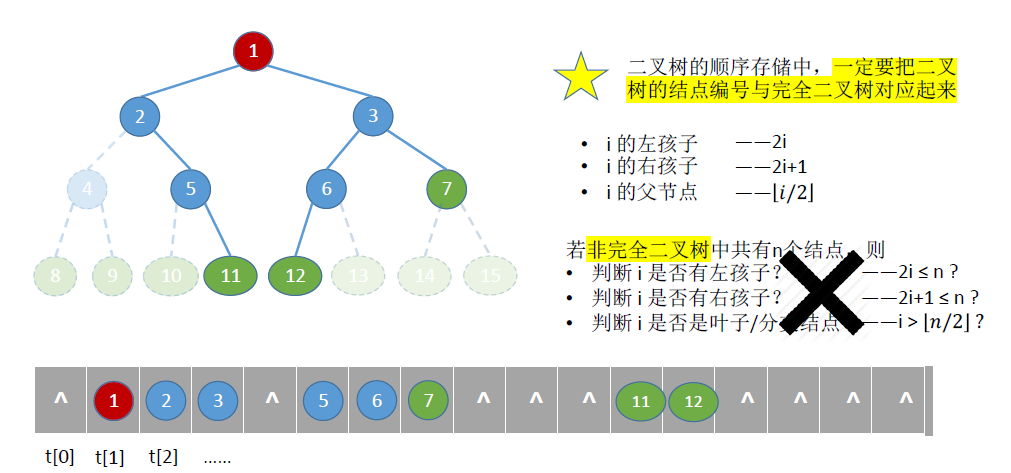 1
2
3
4
5
6
7
8
9
10
11
12
13
14
15
二叉树的顺序存储中，一定要把二叉
树的结点编号与完全二叉树对应起来
• i 的左孩子 ——2i
• i 的右孩子 ——2i+1
• i 的父节点 ——⌊i/2⌋
若非完全二叉树中共有n个结点，则
• 判断 i 是否有左孩子？ ——2i ≤ n ?
• 判断 i 是否有右孩子？ ——2i+1 ≤ n ?
• 判断 i 是否是叶子/分支结点 ——i > ⌊n/2⌋ ?
^ 1 2 3 ^ 5 6 7 ^ ^ ^ 11 12 ^ ^ ^ ^
t[0] t[1] t[2] ……